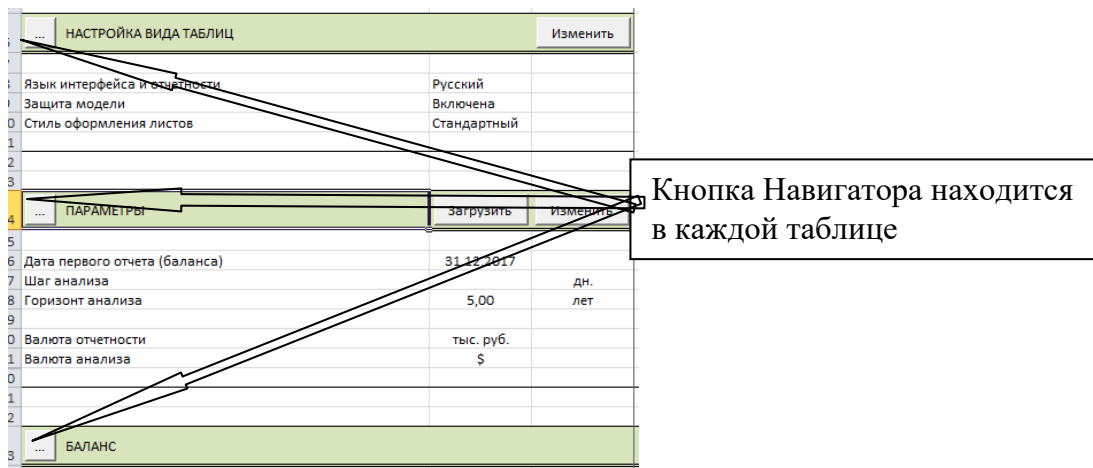 ... НАСТРОЙКА ВИДА ТАБЛИЦ Изменить
Язык интерфейса и отчетности Русский
Защита модели Включена
Стиль оформления листов Стандартный
Кнопка Навигатора находится
в каждой таблице
... ПАРАМЕТРЫ Загрузить Изменить
Дата первого отчета (баланса) 31.12.2017
Шаг анализа дн.
Горизонт анализа 5,00 лет
Валюта отчетности тыс. руб.
Валюта анализа $
... БАЛАНС